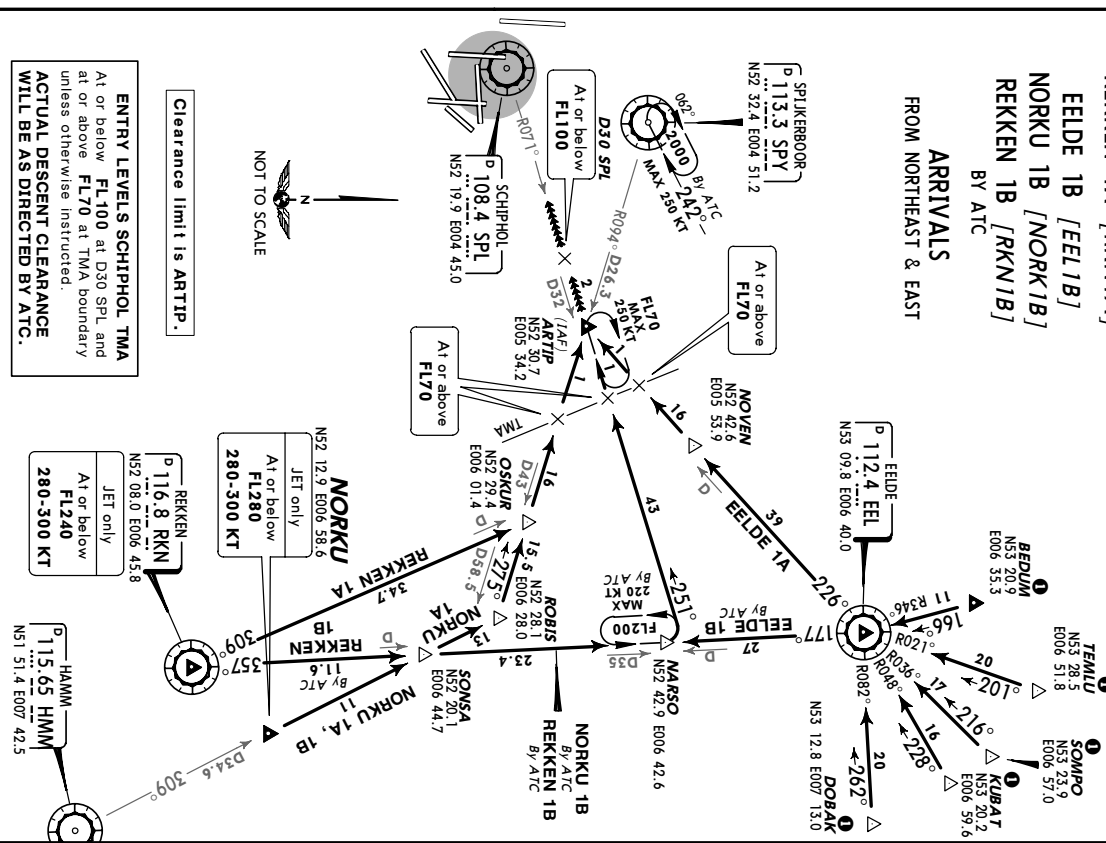 EELDE 1B [EEL1B]
NORKU 1B [NORK1B]
REKKEN 1B [RKN1B]
BY ATC
ARRIVALS
FROM NORTHEAST & EAST
SPIJKERBOOR
D 113.3 SPY
N52 32.4 E004 51.2
062°
2000
242°
By ATC
MAX 250 KT
R094° D26.3
D30 SPL
At or below
FL100
R071°
SCHIPHOL
D 108.4 SPL
N52 19.9 E004 45.0
N
NOT TO SCALE
Clearance limit is ARTIP.
ENTRY LEVELS SCHIPHOL TMA
At or below FL100 at D30 SPL and
at or above FL70 at TMA boundary
unless otherwise instructed.
ACTUAL DESCENT CLEARANCE
WILL BE AS DIRECTED BY ATC.
2
D32
(IAF)
ARTIP
N52 30.7
E005 34.2
FL70
MAX
250 KT
1
1
1
At or above
FL70
At or above
FL70
TMA
NOVEN
N52 42.6
E005 53.9
16
D
39
EELDE 1A
226°
EELDE
D 112.4 EEL
N53 09.8 E006 40.0
BEDUM
N53 20.9
E006 35.3
1
11 R346
166°
TEMLU
N53 28.5
E006 51.8
1
R021°
20
201°
SOMPO
N53 23.9
E006 57.0
1
R036°
17
216°
KUBAT
N53 20.2
E006 59.6
1
R048°
16
228°
DOBAK
N53 12.8 E007 13.0
1
R082°
20
262°
177°
EELDE 1B
By ATC
27
D
NARSO
N52 42.9 E006 42.6
D35
251°
43
MAX
220 KT
By ATC
FL200
OSKUR
N52 29.4
E006 01.4
16
D43
D
15.5
275°
D58.5
ROBIS
N52 28.1
E006 28.0
NORKU
1A
13
23.4
NORKU 1B
By ATC
REKKEN 1B
By ATC
SONSA
N52 20.1
E006 44.7
D
REKKEN 1A
34.7
309°
REKKEN
1B
11.6
By ATC
357°
NORKU 1A, 1B
11
NORKU
N52 12.9 E006 58.6
JET only
At or below
FL280
280-300 KT
REKKEN
D 116.8 RKN
N52 08.0 E006 45.8
JET only
At or below
FL240
280-300 KT
D34.6
309°
HAMM
D 115.65 HMM
N51 51.4 E007 42.5